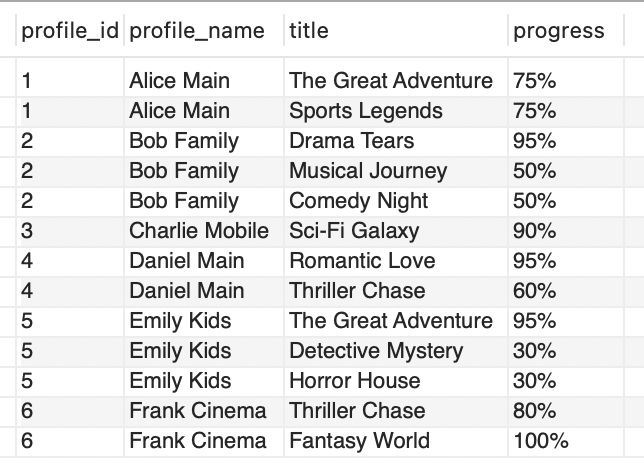 profile_id profile_name title progress
1 Alice Main The Great Adventure 75%
1 Alice Main Sports Legends 75%
2 Bob Family Drama Tears 95%
2 Bob Family Musical Journey 50%
2 Bob Family Comedy Night 50%
3 Charlie Mobile Sci-Fi Galaxy 90%
4 Daniel Main Romantic Love 95%
4 Daniel Main Thriller Chase 60%
5 Emily Kids The Great Adventure 95%
5 Emily Kids Detective Mystery 30%
5 Emily Kids Horror House 30%
6 Frank Cinema Thriller Chase 80%
6 Frank Cinema Fantasy World 100%